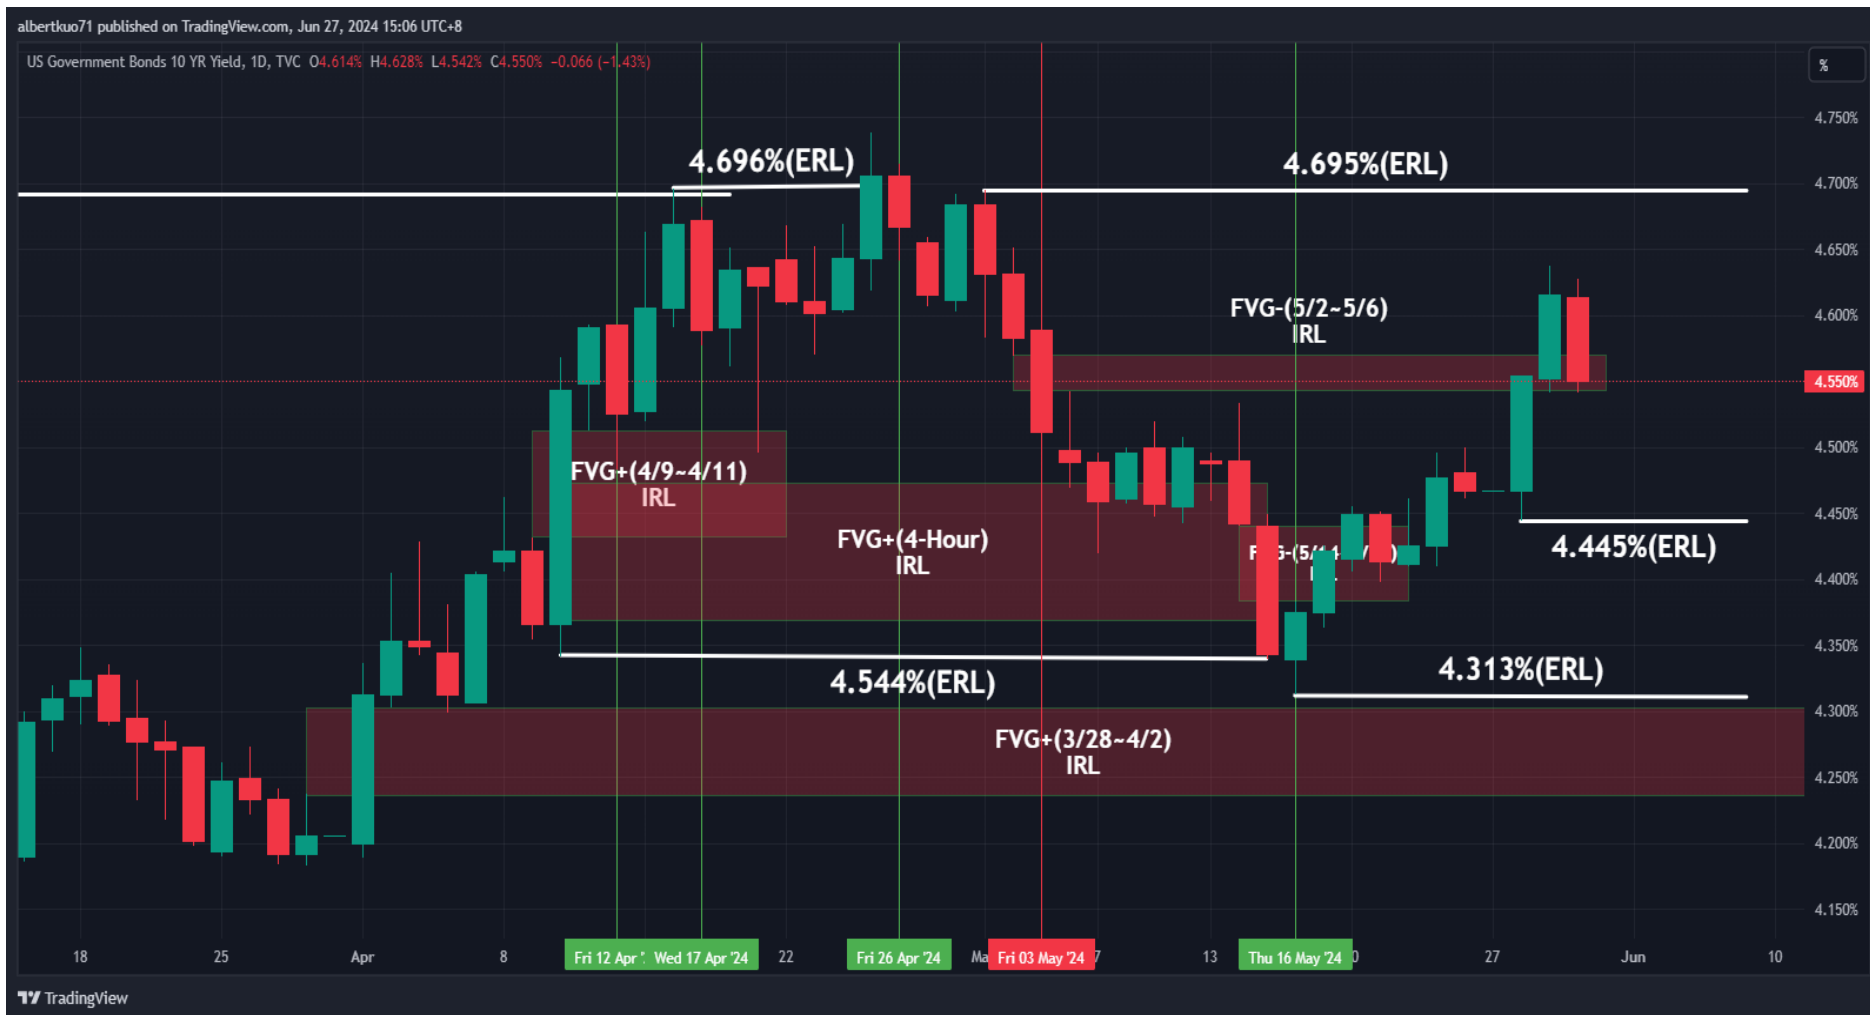 albertkuo71 published on TradingView.com, Jun 27, 2024 15:06 UTC+8
US Government Bonds 10 YR Yield, 1D, TVC O4.614% H4.628% L4.542% C4.550% −0.066 (−1.43%)
%
4.750%
4.696%(ERL)
4.695%(ERL)
4.700%
4.650%
FVG-(5/2~5/6)
IRL
4.600%
4.550%
4.500%
FVG+(4/9~4/11)
IRL
4.450%
FVG+(4-Hour)
IRL
4.445%(ERL)
4.400%
4.350%
4.544%(ERL)
4.313%(ERL)
4.300%
FVG+(3/28~4/2)
IRL
4.250%
4.200%
4.150%
18 25 Apr 8 Fri 12 Apr '. Wed 17 Apr '24 22 Fri 26 Apr '24 Fri 03 May '24 13 Thu 16 May '24 27 Jun 10
TradingView